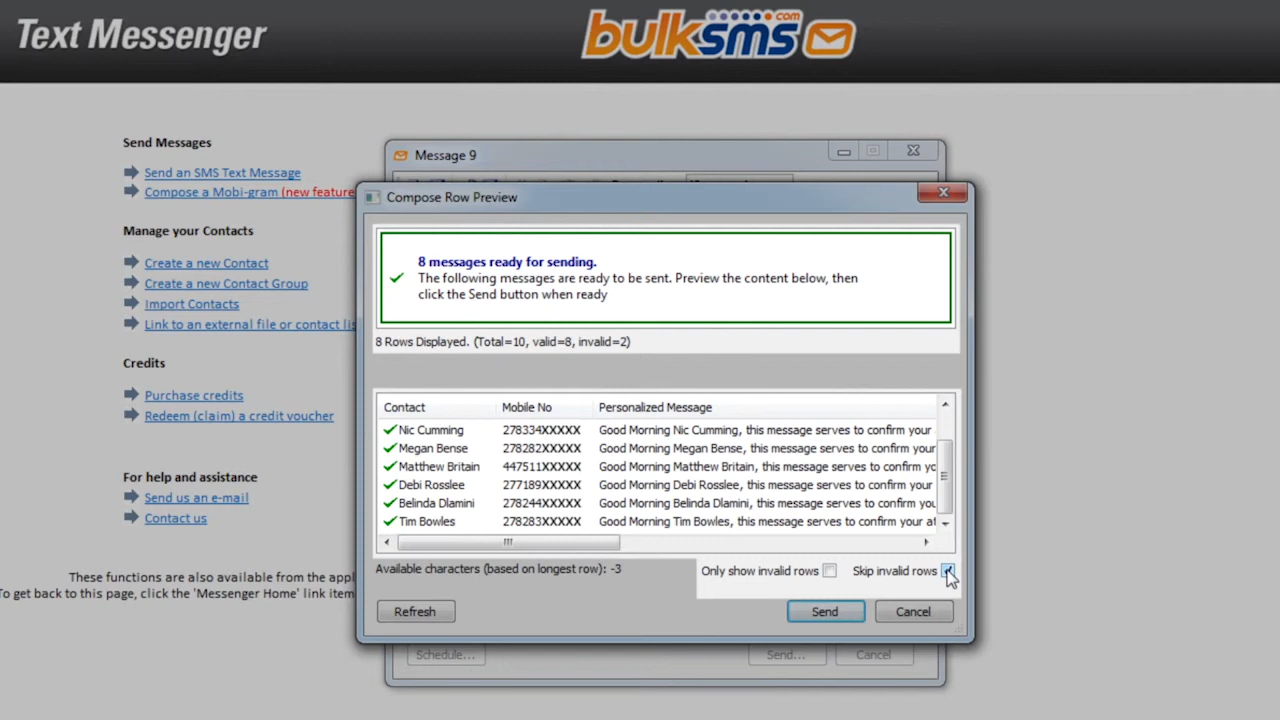 Text Messenger
bulksms.com
Send Messages
Send an SMS Text Message
Compose a Mobi-gram (new feature
Manage your Contacts
Create a new Contact
Create a new Contact Group
Import Contacts
Link to an external file or contact lis
Credits
Purchase credits
Redeem (claim) a credit voucher
For help and assistance
Send us an e-mail
Contact us
These functions are also available from the appl
To get back to this page, click the 'Messenger Home' link item
Message 9
Compose Row Preview
8 messages ready for sending.
The following messages are ready to be sent. Preview the content below, then
click the Send button when ready
8 Rows Displayed. (Total=10, valid=8, invalid=2)
Contact Mobile No Personalized Message
Nic Cumming 278334XXXXX Good Morning Nic Cumming, this message serves to confirm your
Megan Bense 278282XXXXX Good Morning Megan Bense, this message serves to confirm your
Matthew Britain 447511XXXXX Good Morning Matthew Britain, this message serves to confirm yo
Debi Rosslee 277189XXXXX Good Morning Debi Rosslee, this message serves to confirm your
Belinda Dlamini 278244XXXXX Good Morning Belinda Dlamini, this message serves to confirm you
Tim Bowles 278283XXXXX Good Morning Tim Bowles, this message serves to confirm your at
Available characters (based on longest row): -3
Only show invalid rows Skip invalid rows
Refresh Send Cancel
Schedule... Send... Cancel